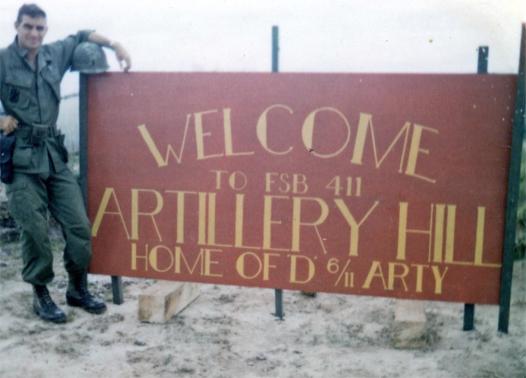 WELCOME
TO FSB 411
ARTILLERY HILL
HOME OF D' 6/11 ARTY